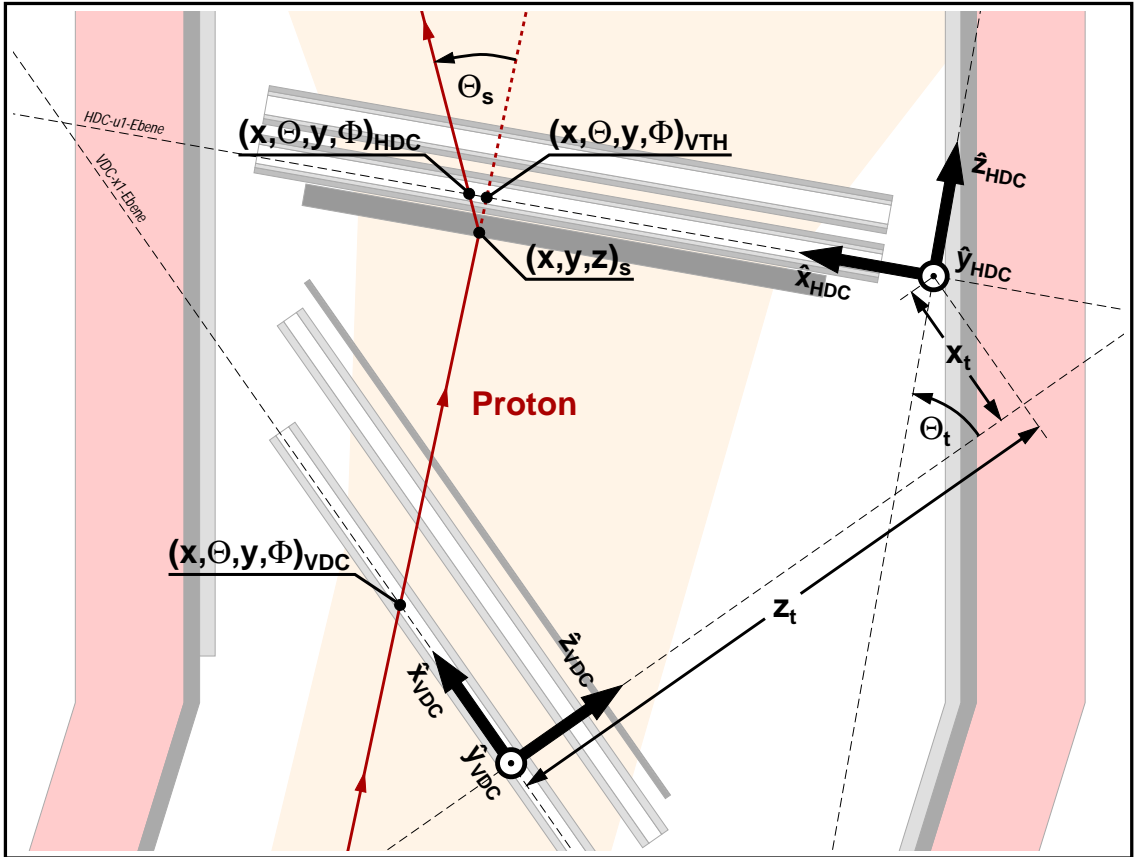 Θs
HDC-u1-Ebene
(x,Θ,y,Φ)HDC
(x,Θ,y,Φ)VTH
VDC-x1-Ebene
ẑHDC
(x,y,z)s
x̂HDC
ŷHDC
xt
Proton
Θt
(x,Θ,y,Φ)VDC
zt
ẑVDC
x̂VDC
ŷVDC